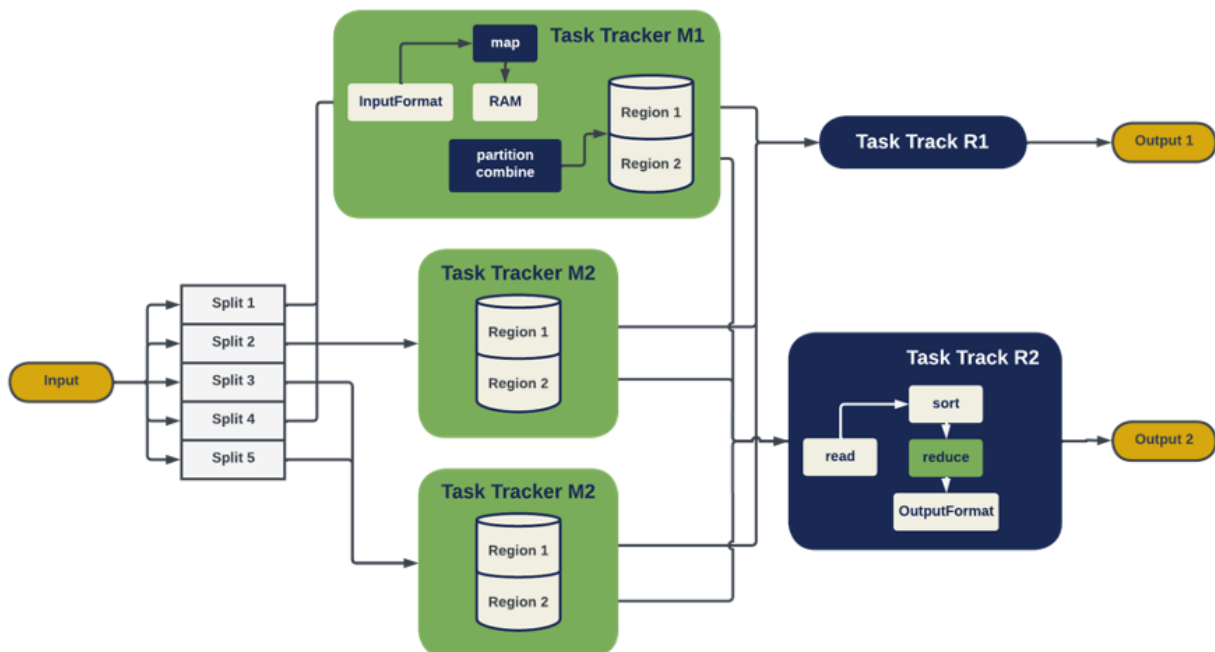 Task Tracker M1
map
InputFormat
RAM
Region 1
partition
combine
Region 2
Task Track R1
Output 1
Task Tracker M2
Region 1
Region 2
Input
Split 1
Split 2
Split 3
Split 4
Split 5
Task Track R2
sort
read
reduce
OutputFormat
Output 2
Task Tracker M2
Region 1
Region 2